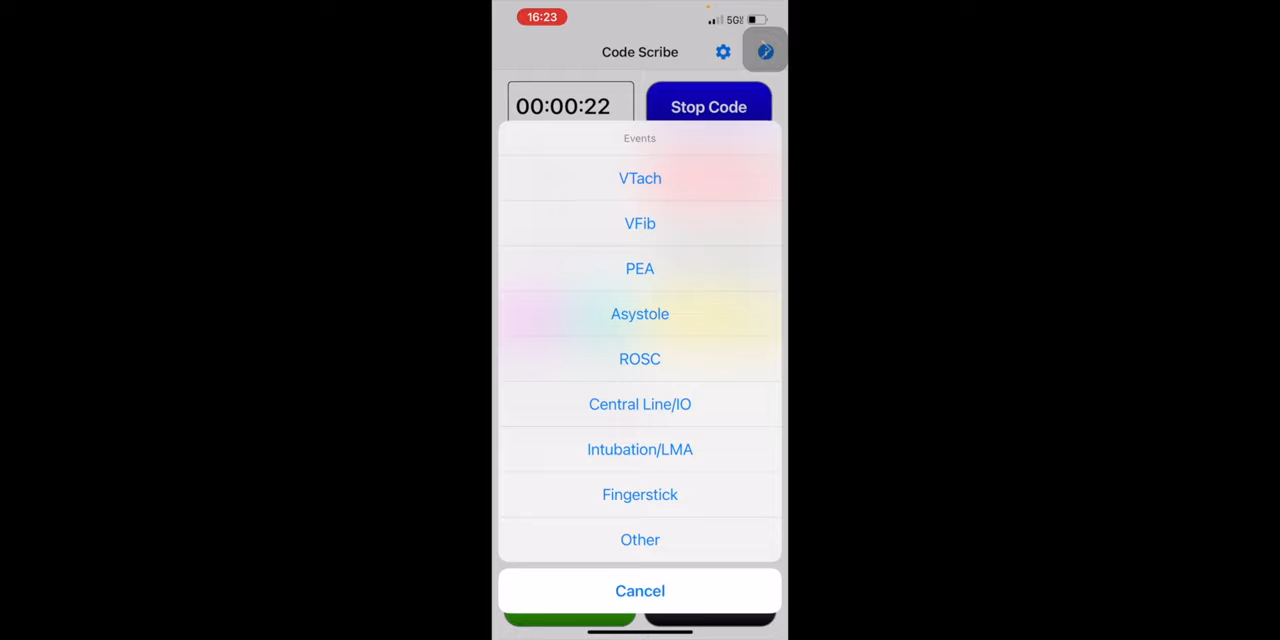 16:23
5G
Code Scribe
00:00:22
Stop Code
Events
VTach
VFib
PEA
Asystole
ROSC
Central Line/IO
Intubation/LMA
Fingerstick
Other
Cancel